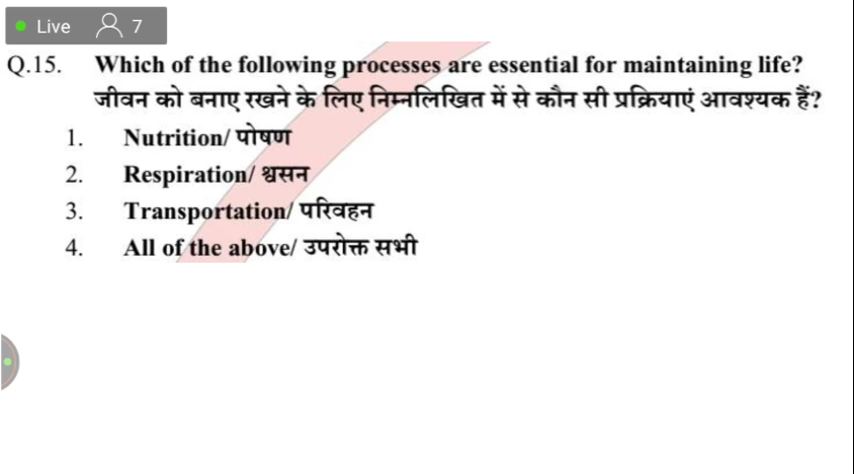 Live 7
Q.15. Which of the following processes are essential for maintaining life?
जीवन को बनाए रखने के लिए निम्नलिखित में से कौन सी प्रक्रियाएं आवश्यक हैं?
1. Nutrition/ पोषण
2. Respiration/ श्वसन
3. Transportation/ परिवहन
4. All of the above/ उपरोक्त सभी